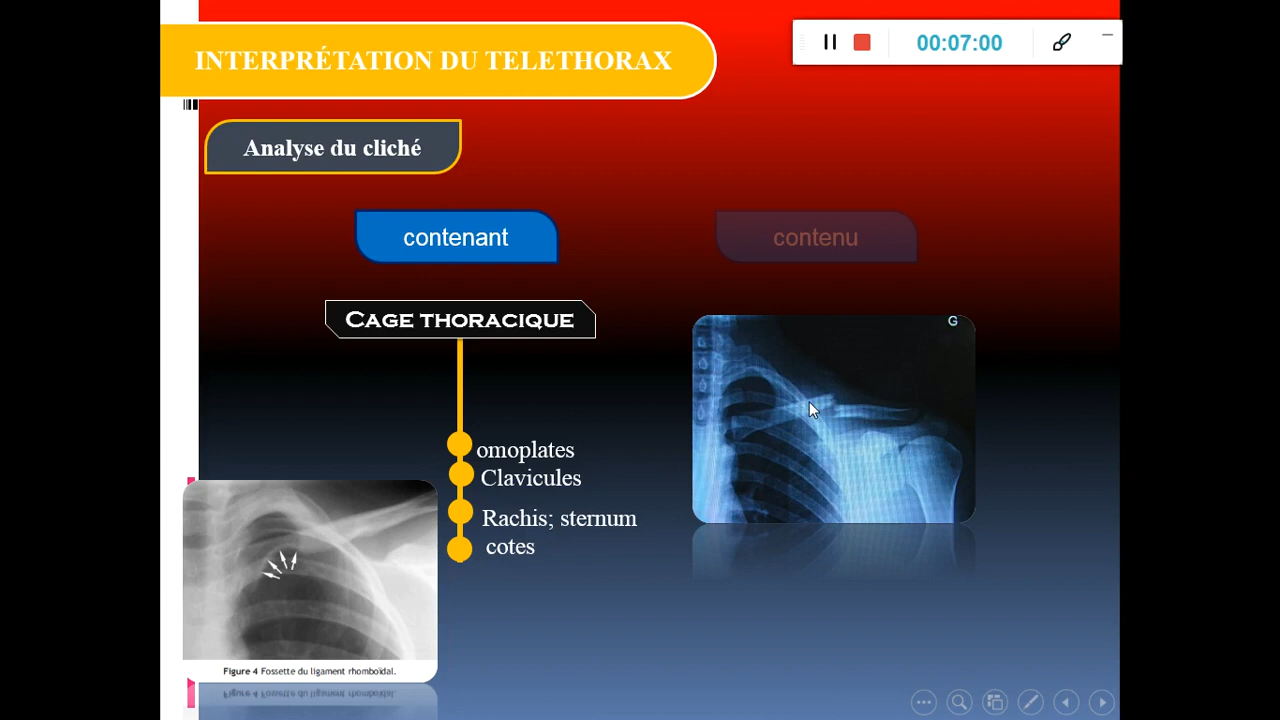 INTERPRÉTATION DU TELETHORAX
00:07:00
Analyse du cliché
contenant
contenu
CAGE THORACIQUE
G
omoplates
Clavicules
Rachis; sternum
cotes
Figure 4 Fossette du ligament rhomboïdal.